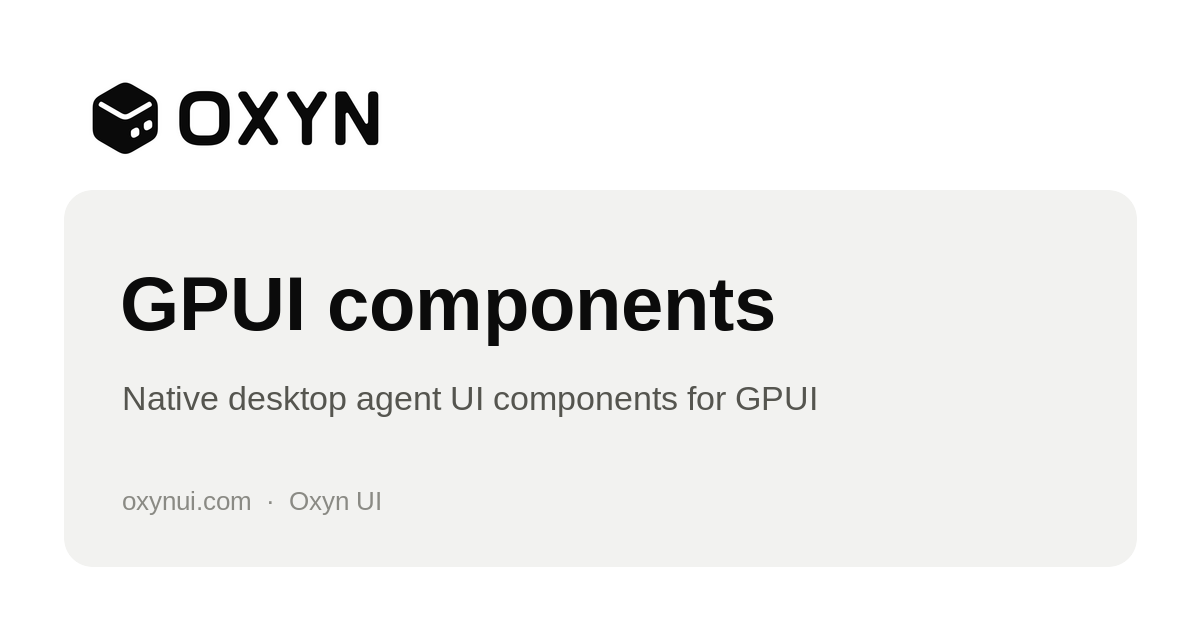 OXYN
GPUI components
Native desktop agent UI components for GPUI
oxynui.com · Oxyn UI